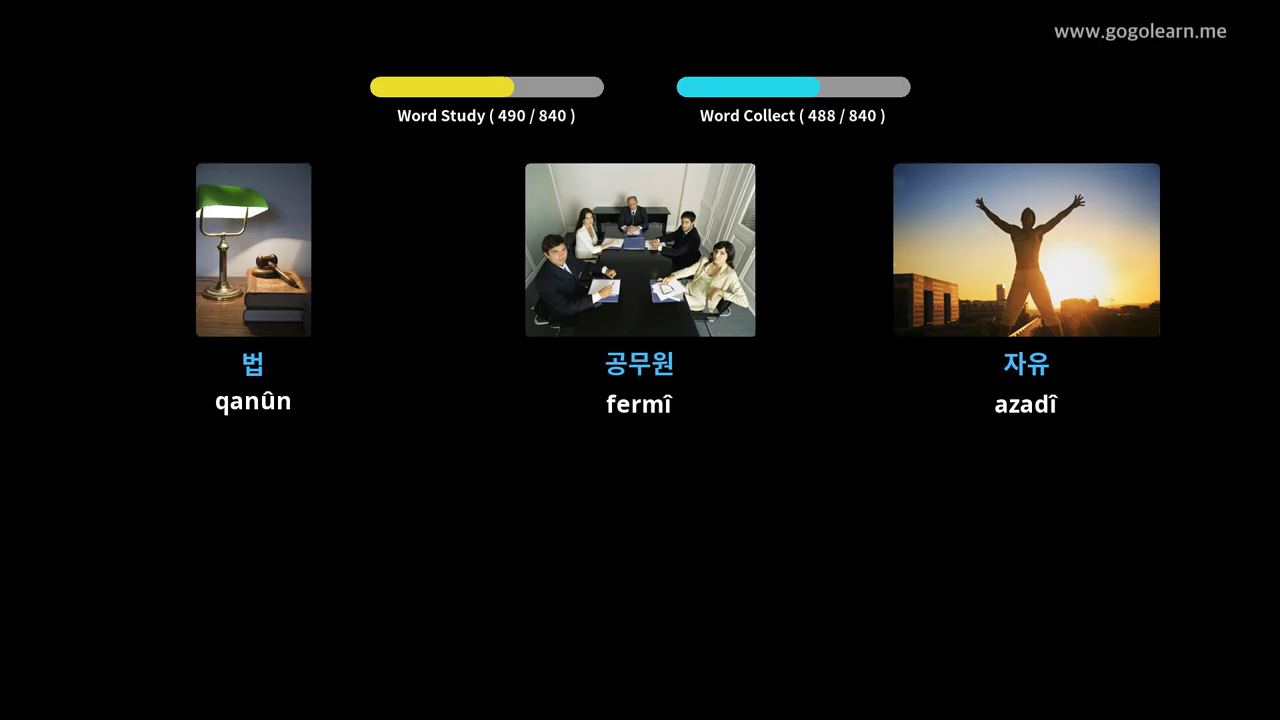 www.gogolearn.me
Word Study ( 490 / 840 )
Word Collect ( 488 / 840 )
법
qanûn
공무원
fermî
자유
azadî